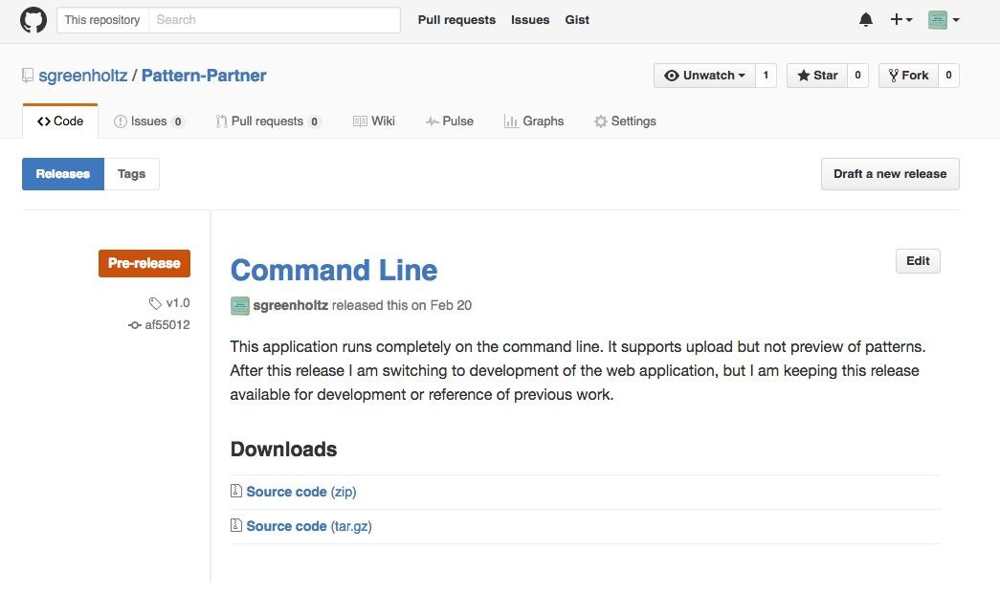 This repository Search Pull requests Issues Gist
sgreenholtz / Pattern-Partner Unwatch 1 Star 0 Fork 0
Code Issues 0 Pull requests 0 Wiki Pulse Graphs Settings
Releases Tags Draft a new release
Pre-release
v1.0
af55012
Command Line Edit
sgreenholtz released this on Feb 20
This application runs completely on the command line. It supports upload but not preview of patterns.
After this release I am switching to development of the web application, but I am keeping this release
available for development or reference of previous work.
Downloads
Source code (zip)
Source code (tar.gz)